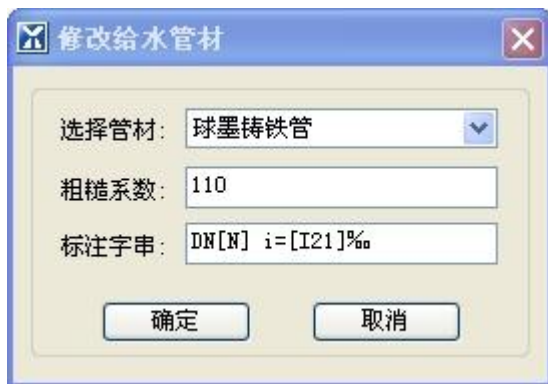 修改给水管材
选择管材: 球墨铸铁管
粗糙系数: 110
标注字串: DN[N] i=[I21]‰
确定 取消